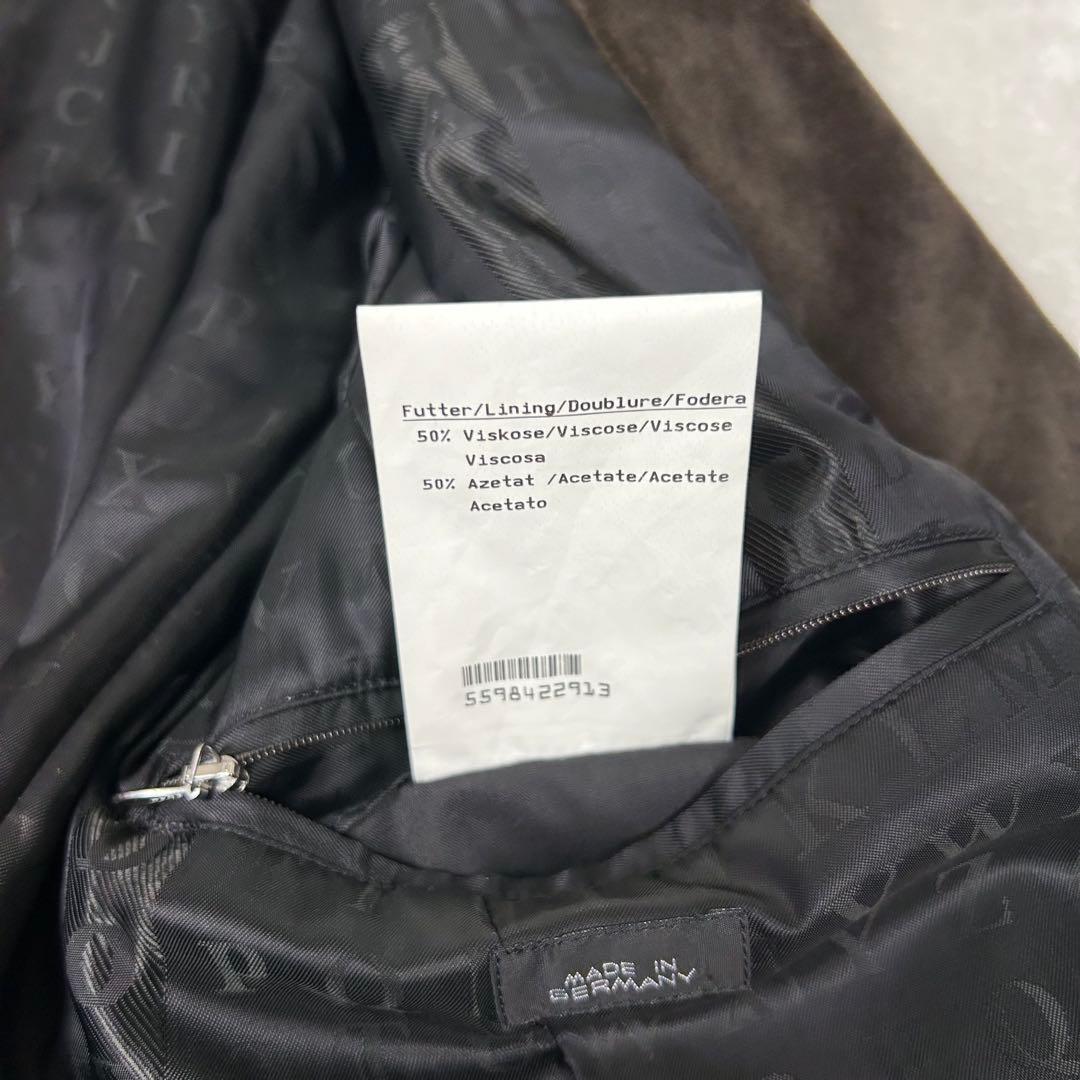 Futter/Lining/Doublure/Fodera
50% Viskose/Viscose/Viscose
Viscosa
50% Azetat /Acetate/Acetate
Acetato
5598422913
MADE IN
GERMANY